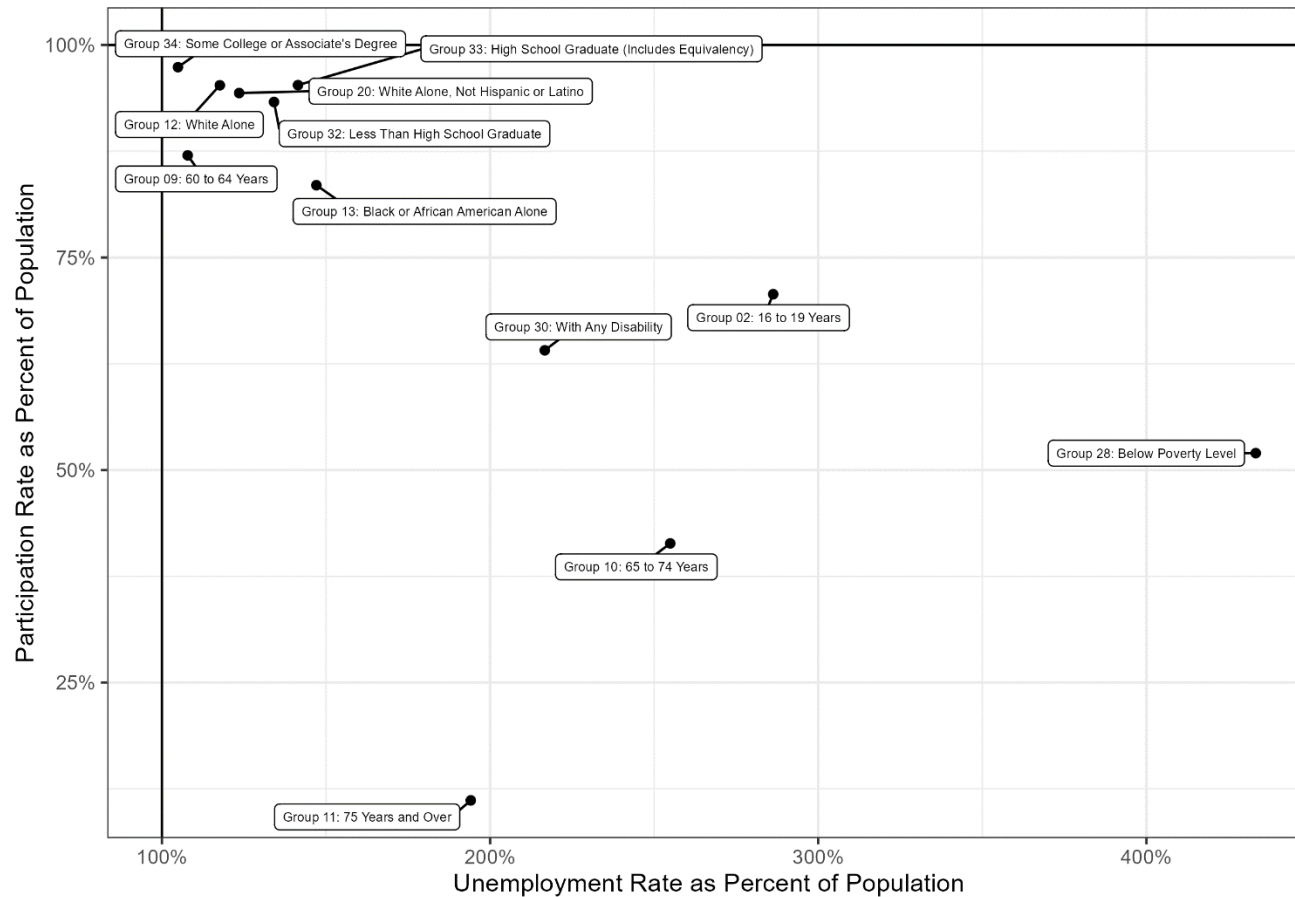 100%
Group 34: Some College or Associate's Degree
Group 33: High School Graduate (Includes Equivalency)
Group 20: White Alone, Not Hispanic or Latino
Group 12: White Alone
Group 32: Less Than High School Graduate
Group 09: 60 to 64 Years
Group 13: Black or African American Alone
75%
Group 02: 16 to 19 Years
Group 30: With Any Disability
50%
Group 28: Below Poverty Level
Group 10: 65 to 74 Years
25%
Group 11: 75 Years and Over
Participation Rate as Percent of Population
100%
200%
300%
400%
Unemployment Rate as Percent of Population